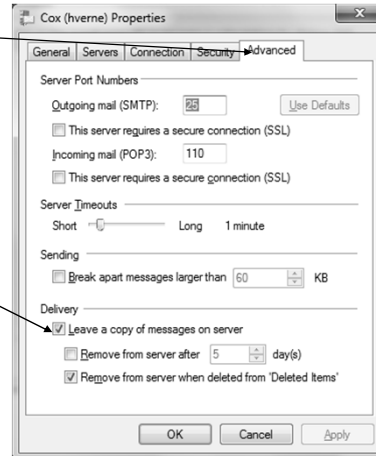 Cox (hverne) Properties
General Servers Connection Security Advanced
Server Port Numbers
Outgoing mail (SMTP): 25 Use Defaults
This server requires a secure connection (SSL)
Incoming mail (POP3): 110
This server requires a secure connection (SSL)
Server Timeouts
Short Long 1 minute
Sending
Break apart messages larger than 60 KB
Delivery
Leave a copy of messages on server
Remove from server after 5 day(s)
Remove from server when deleted from 'Deleted Items'
OK Cancel Apply